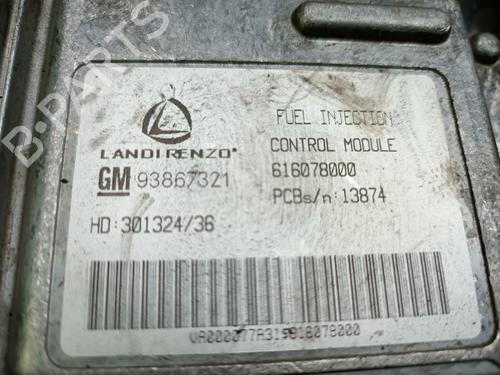 B-PARTS
LANDIRENZO®
GM 93867321
HD:301324/36
FUEL INJECTION
CONTROL MODULE
616078000
PCBs/n:13874